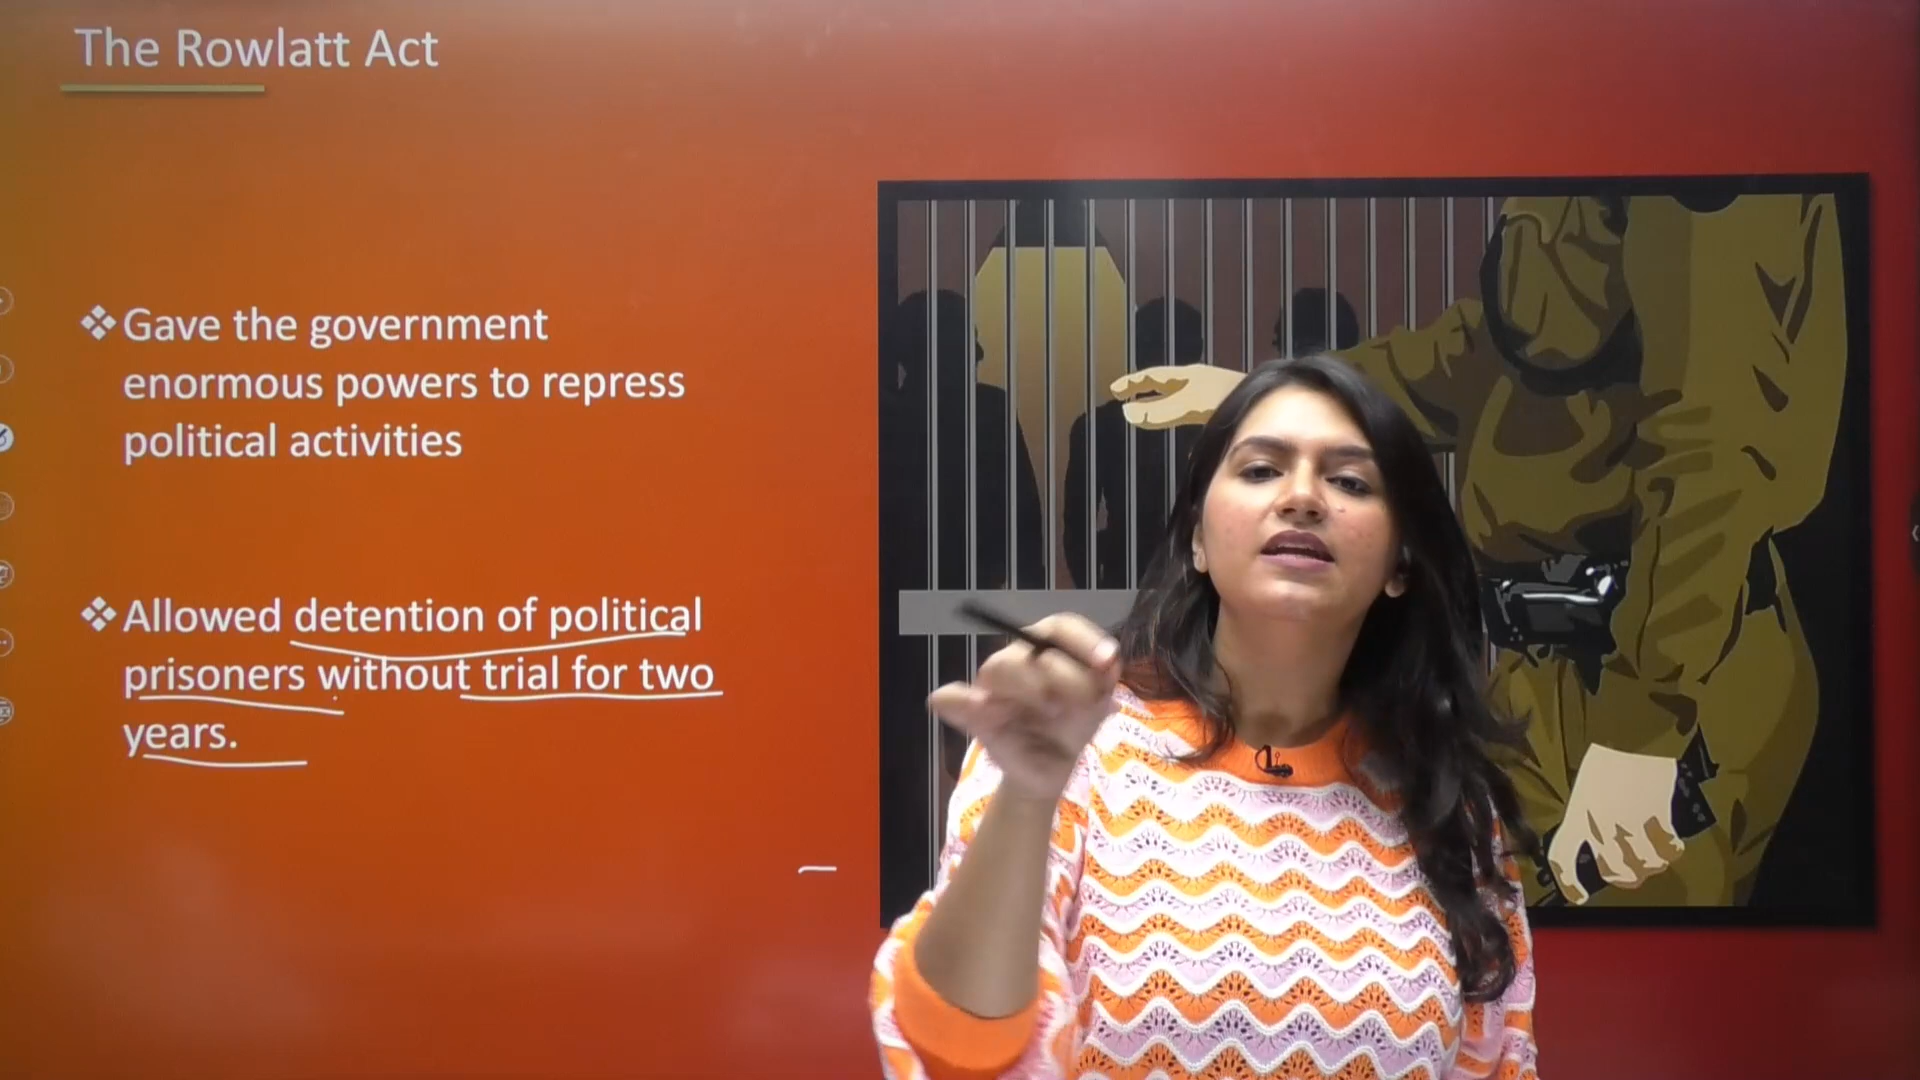 The Rowlatt Act
❖Gave the government
enormous powers to repress
political activities
❖Allowed detention of political
prisoners without trial for two
years.